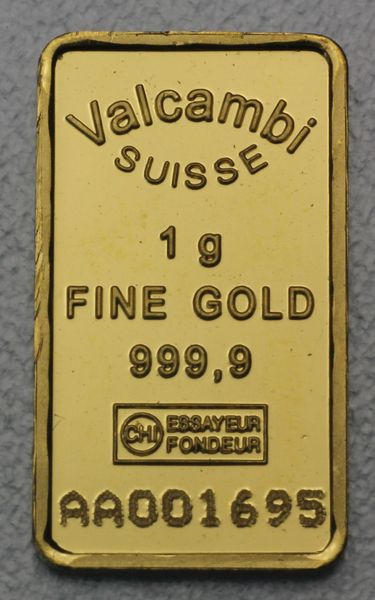 Valcambi
SUISSE
1 g
FINE GOLD
999,9
CHI ESSAYEUR
FONDEUR
AA001695